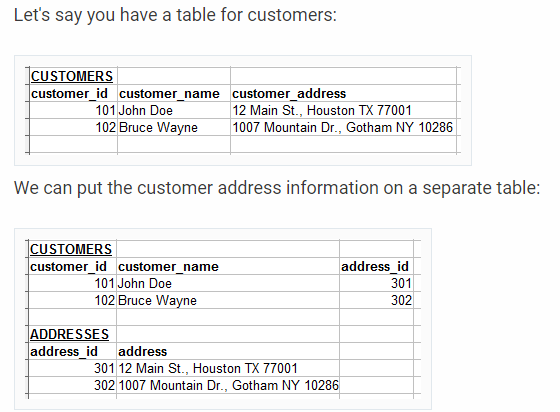 Let's say you have a table for customers:
CUSTOMERS
customer_id customer_name customer_address
101 John Doe 12 Main St., Houston TX 77001
102 Bruce Wayne 1007 Mountain Dr., Gotham NY 10286
We can put the customer address information on a separate table:
CUSTOMERS
customer_id customer_name address_id
101 John Doe 301
102 Bruce Wayne 302
ADDRESSES
address_id address
301 12 Main St., Houston TX 77001
302 1007 Mountain Dr., Gotham NY 10286